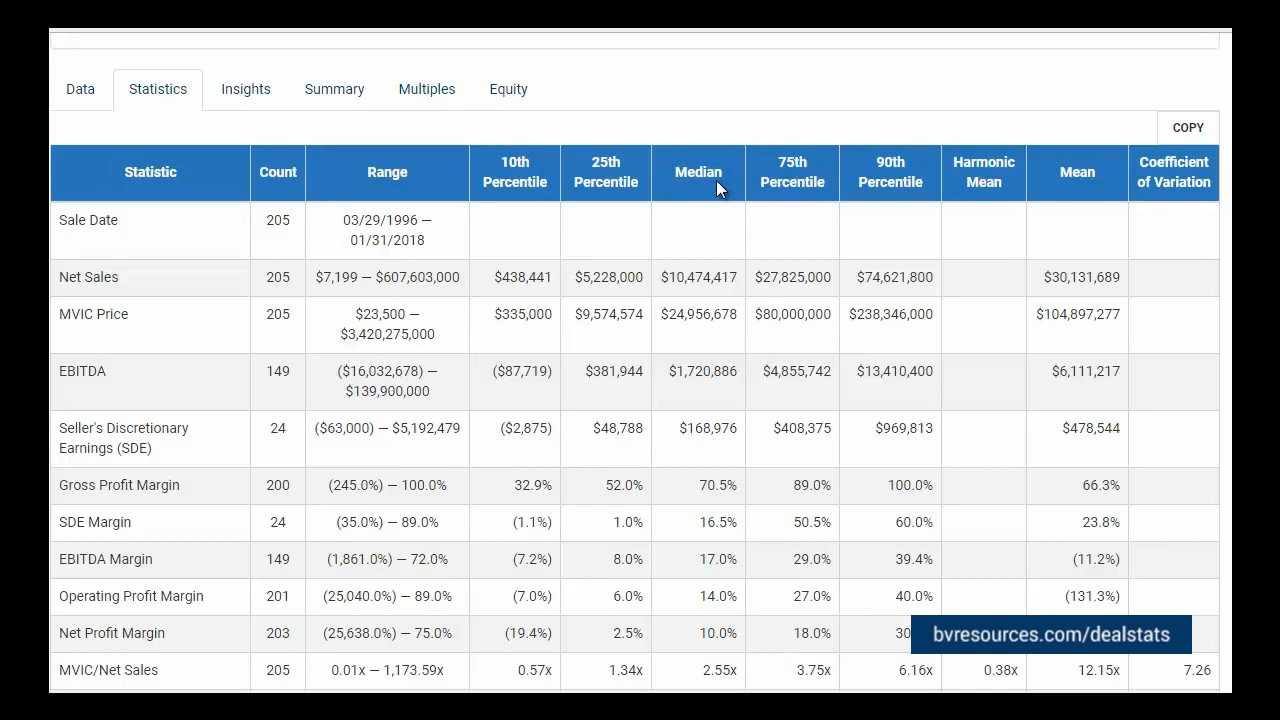 Data Statistics Insights Summary Multiples Equity
COPY
Statistic Count Range 10th Percentile 25th Percentile Median 75th Percentile 90th Percentile Harmonic Mean Mean Coefficient of Variation
Sale Date 205 03/29/1996 — 01/31/2018
Net Sales 205 $7,199 — $607,603,000 $438,441 $5,228,000 $10,474,417 $27,825,000 $74,621,800 $30,131,689
MVIC Price 205 $23,500 — $3,420,275,000 $335,000 $9,574,574 $24,956,678 $80,000,000 $238,346,000 $104,897,277
EBITDA 149 ($16,032,678) — $139,900,000 ($87,719) $381,944 $1,720,886 $4,855,742 $13,410,400 $6,111,217
Seller's Discretionary Earnings (SDE) 24 ($63,000) — $5,192,479 ($2,875) $48,788 $168,976 $408,375 $969,813 $478,544
Gross Profit Margin 200 (245.0%) — 100.0% 32.9% 52.0% 70.5% 89.0% 100.0% 66.3%
SDE Margin 24 (35.0%) — 89.0% (1.1%) 1.0% 16.5% 50.5% 60.0% 23.8%
EBITDA Margin 149 (1,861.0%) — 72.0% (7.2%) 8.0% 17.0% 29.0% 39.4% (11.2%)
Operating Profit Margin 201 (25,040.0%) — 89.0% (7.0%) 6.0% 14.0% 27.0% 40.0% (131.3%)
Net Profit Margin 203 (25,638.0%) — 75.0% (19.4%) 2.5% 10.0% 18.0% 30
bvresources.com/dealstats
MVIC/Net Sales 205 0.01x — 1,173.59x 0.57x 1.34x 2.55x 3.75x 6.16x 0.38x 12.15x 7.26